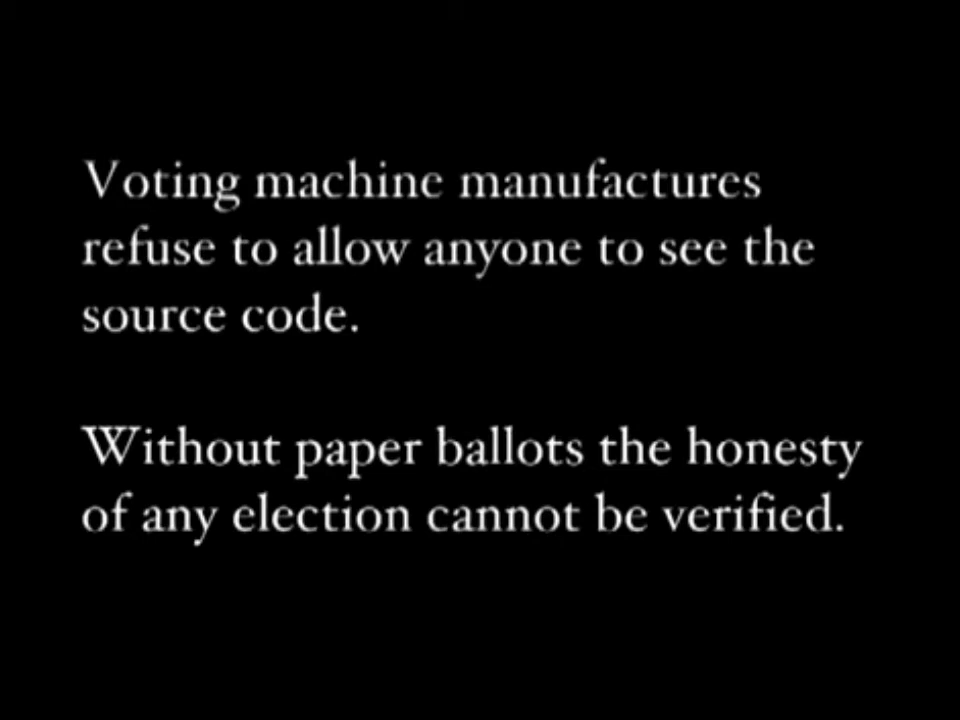 Voting machine manufactures
refuse to allow anyone to see the
source code.
Without paper ballots the honesty
of any election cannot be verified.